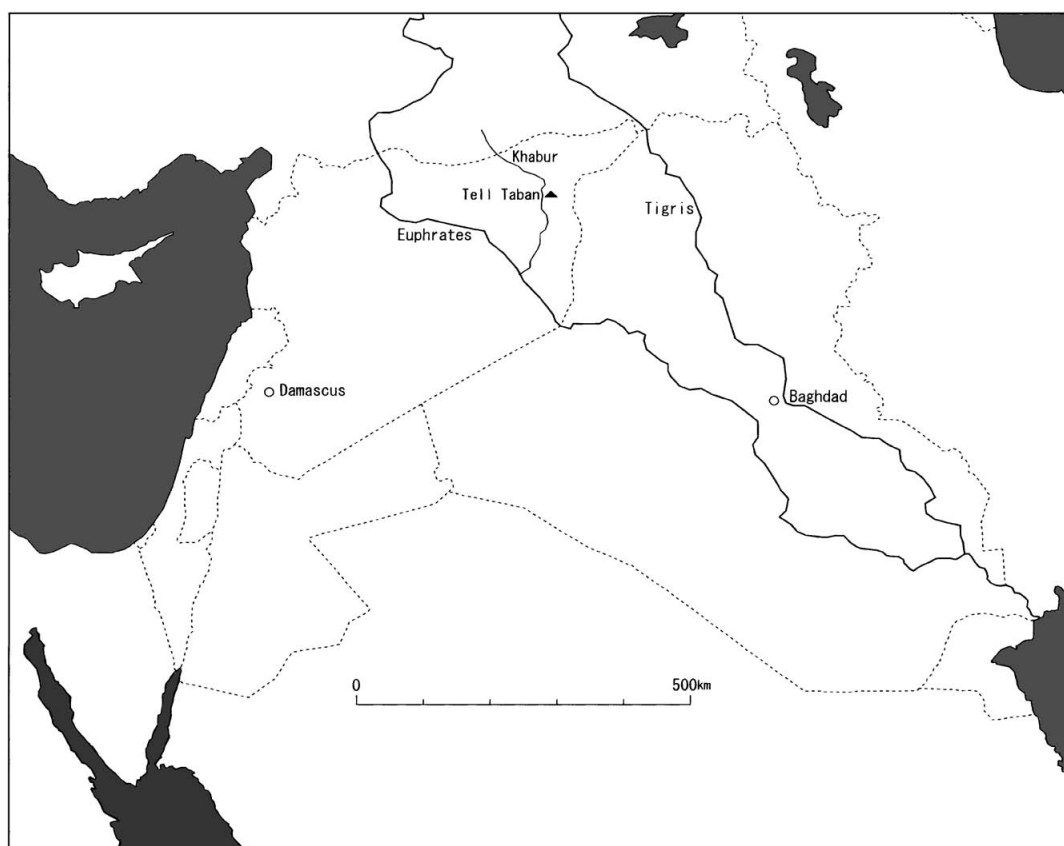 Khabur
Tell Taban
Tigris
Euphrates
Damascus
Baghdad
0 500km